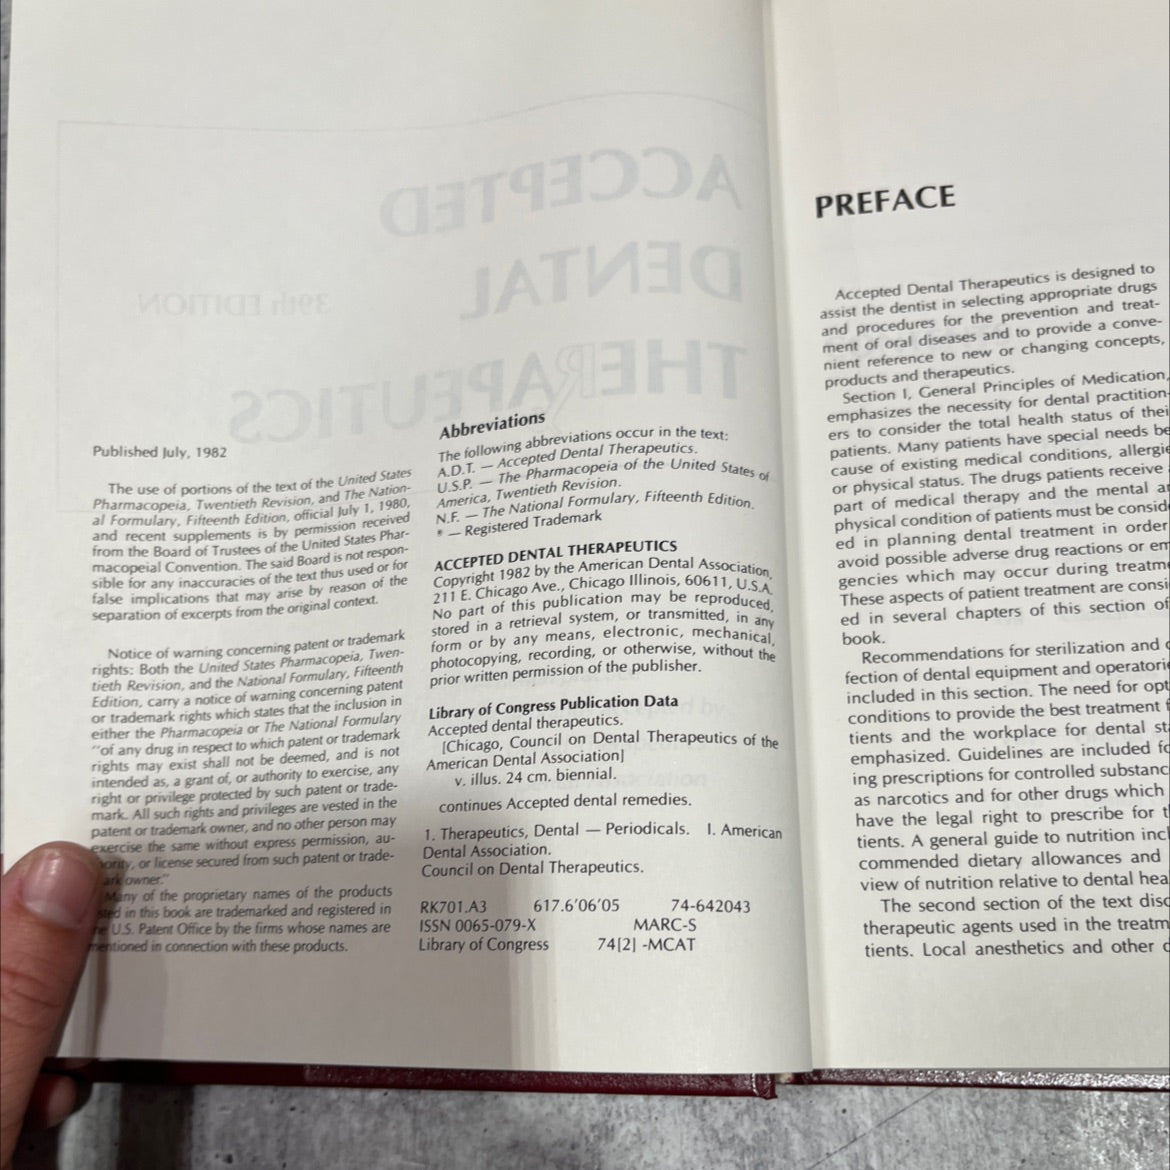 ACCEPTED
DENTAL
39th EDITION
THERAPEUTICS
Published July, 1982
The use of portions of the text of the United States
Pharmacopeia, Twentieth Revision, and The Nation-
al Formulary, Fifteenth Edition, official July 1, 1980,
and recent supplements is by permission received
from the Board of Trustees of the United States Phar-
macopeial Convention. The said Board is not respon-
sible for any inaccuracies of the text thus used or for
false implications that may arise by reason of the
separation of excerpts from the original context.
Notice of warning concerning patent or trademark
rights: Both the United States Pharmacopeia, Twen-
tieth Revision, and the National Formulary, Fifteenth
Edition, carry a notice of warning concerning patent
or trademark rights which states that the inclusion in
either the Pharmacopeia or The National Formulary
"of any drug in respect to which patent or trademark
rights may exist shall not be deemed, and is not
intended as, a grant of, or authority to exercise, any
right or privilege protected by such patent or trade-
mark. All such rights and privileges are vested in the
patent or trademark owner, and no other person may
exercise the same without express permission, au-
or license secured from such patent or trade-
owner."
Many of the proprietary names of the products
in this book are trademarked and registered in
U.S. Patent Office by the firms whose names are
in connection with these products.
Abbreviations
The following abbreviations occur in the text:
A.D.T. — Accepted Dental Therapeutics.
U.S.P. — The Pharmacopeia of the United States of
America, Twentieth Revision.
N.F. — The National Formulary, Fifteenth Edition.
* — Registered Trademark
ACCEPTED DENTAL THERAPEUTICS
Copyright 1982 by the American Dental Association,
211 E. Chicago Ave., Chicago Illinois, 60611, U.S.A.
No part of this publication may be reproduced,
stored in a retrieval system, or transmitted, in any
form or by any means, electronic, mechanical,
photocopying, recording, or otherwise, without the
prior written permission of the publisher.
Library of Congress Publication Data
Accepted dental therapeutics.
[Chicago, Council on Dental Therapeutics of the
American Dental Association]
v. illus. 24 cm. biennial.
continues Accepted dental remedies.
1. Therapeutics, Dental — Periodicals. I. American
Dental Association.
Council on Dental Therapeutics.
RK701.A3 617.6'06'05 74-642043
ISSN 0065-079-X MARC-S
Library of Congress 74[2] -MCAT
PREFACE
Accepted Dental Therapeutics is designed to
assist the dentist in selecting appropriate drugs
and procedures for the prevention and treat-
ment of oral diseases and to provide a conve-
nient reference to new or changing concepts,
products and therapeutics.
Section I, General Principles of Medication,
emphasizes the necessity for dental practition-
ers to consider the total health status of thei
patients. Many patients have special needs be
cause of existing medical conditions, allergie
or physical status. The drugs patients receive
part of medical therapy and the mental a
physical condition of patients must be consid
ed in planning dental treatment in order
avoid possible adverse drug reactions or em
gencies which may occur during treatm
These aspects of patient treatment are consi
ed in several chapters of this section of
book.
Recommendations for sterilization and
fection of dental equipment and operatorie
included in this section. The need for opt
conditions to provide the best treatment f
tients and the workplace for dental sta
emphasized. Guidelines are included fo
ing prescriptions for controlled substanc
as narcotics and for other drugs which
have the legal right to prescribe for t
tients. A general guide to nutrition incl
commended dietary allowances and
view of nutrition relative to dental hea
The second section of the text disc
therapeutic agents used in the treatm
tients. Local anesthetics and other